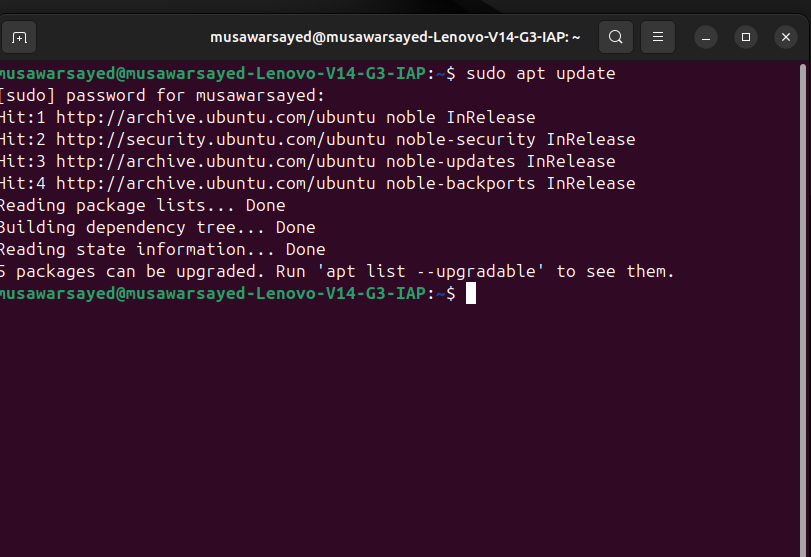 musawarsayed@musawarsayed-Lenovo-V14-G3-IAP: ~
musawarsayed@musawarsayed-Lenovo-V14-G3-IAP:~$ sudo apt update
[sudo] password for musawarsayed:
Hit:1 http://archive.ubuntu.com/ubuntu noble InRelease
Hit:2 http://security.ubuntu.com/ubuntu noble-security InRelease
Hit:3 http://archive.ubuntu.com/ubuntu noble-updates InRelease
Hit:4 http://archive.ubuntu.com/ubuntu noble-backports InRelease
Reading package lists... Done
Building dependency tree... Done
Reading state information... Done
5 packages can be upgraded. Run 'apt list --upgradable' to see them.
musawarsayed@musawarsayed-Lenovo-V14-G3-IAP:~$